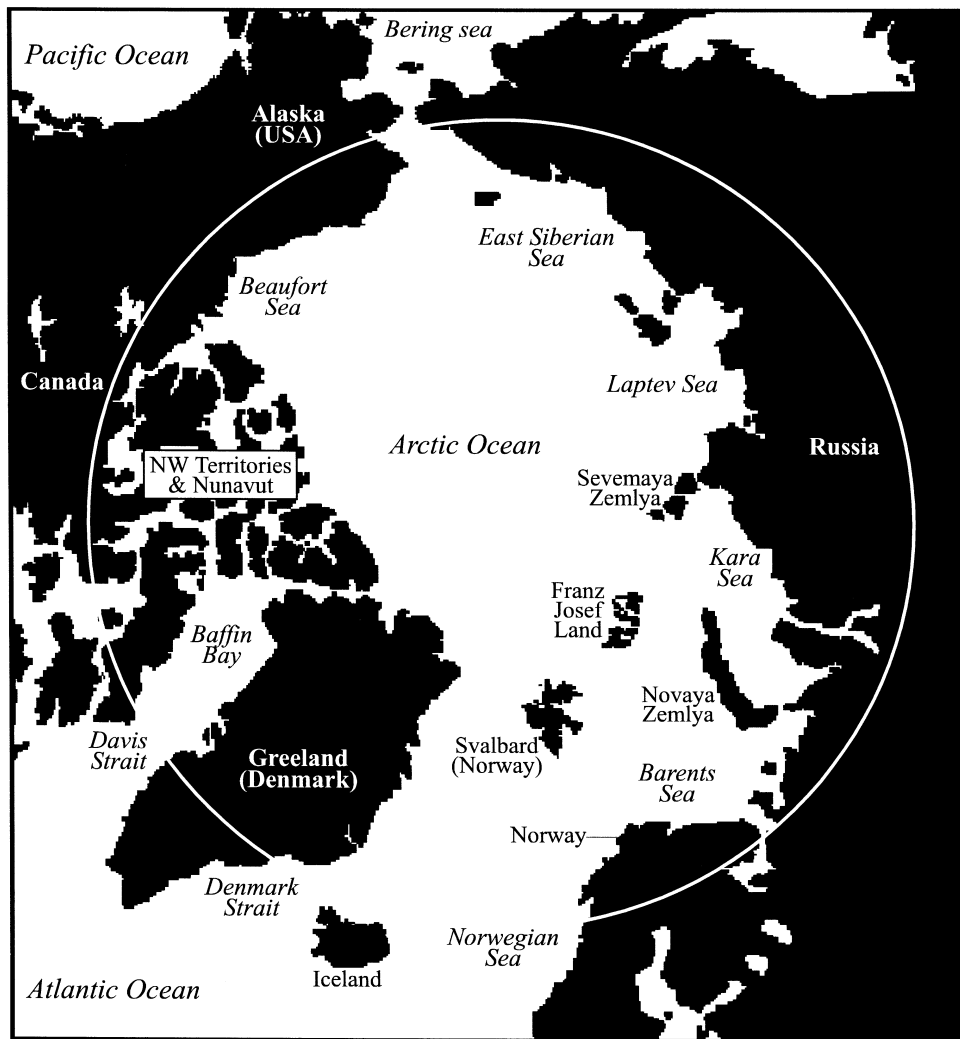 Bering sea
Pacific Ocean
Alaska
(USA)
East Siberian
Sea
Beaufort
Sea
Canada
Laptev Sea
Arctic Ocean
Russia
NW Territories
& Nunavut
Sevemaya
Zemlya
Kara
Sea
Franz
Josef
Land
Baffin
Bay
Novaya
Zemlya
Davis
Strait
Svalbard
(Norway)
Greeland
(Denmark)
Barents
Sea
Norway
Denmark
Strait
Norwegian
Sea
Iceland
Atlantic Ocean